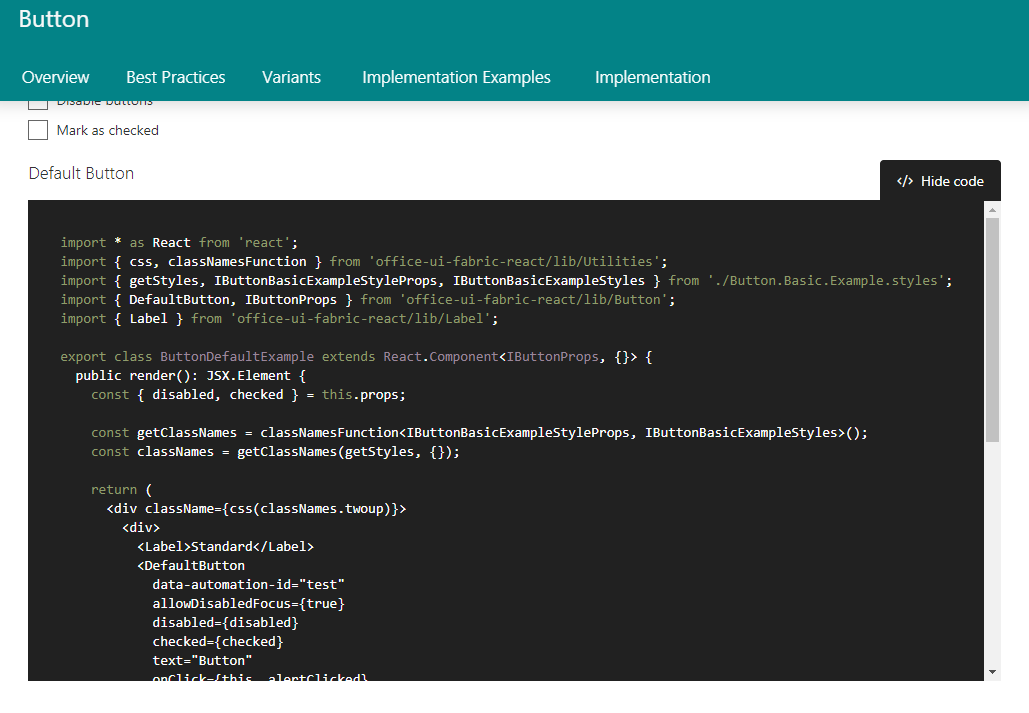 Button
Overview Best Practices Variants Implementation Examples Implementation
Disable buttons
Mark as checked
Default Button
</> Hide code
import * as React from 'react';
import { css, classNamesFunction } from 'office-ui-fabric-react/lib/Utilities';
import { getStyles, IButtonBasicExampleStyleProps, IButtonBasicExampleStyles } from './Button.Basic.Example.styles';
import { DefaultButton, IButtonProps } from 'office-ui-fabric-react/lib/Button';
import { Label } from 'office-ui-fabric-react/lib/Label';
export class ButtonDefaultExample extends React.Component<IButtonProps, {}> {
public render(): JSX.Element {
const { disabled, checked } = this.props;
const getClassNames = classNamesFunction<IButtonBasicExampleStyleProps, IButtonBasicExampleStyles>();
const classNames = getClassNames(getStyles, {});
return (
<div className={css(classNames.twoup)}>
<div>
<Label>Standard</Label>
<DefaultButton
data-automation-id="test"
allowDisabledFocus={true}
disabled={disabled}
checked={checked}
text="Button"
onClick={this._alertClicked}